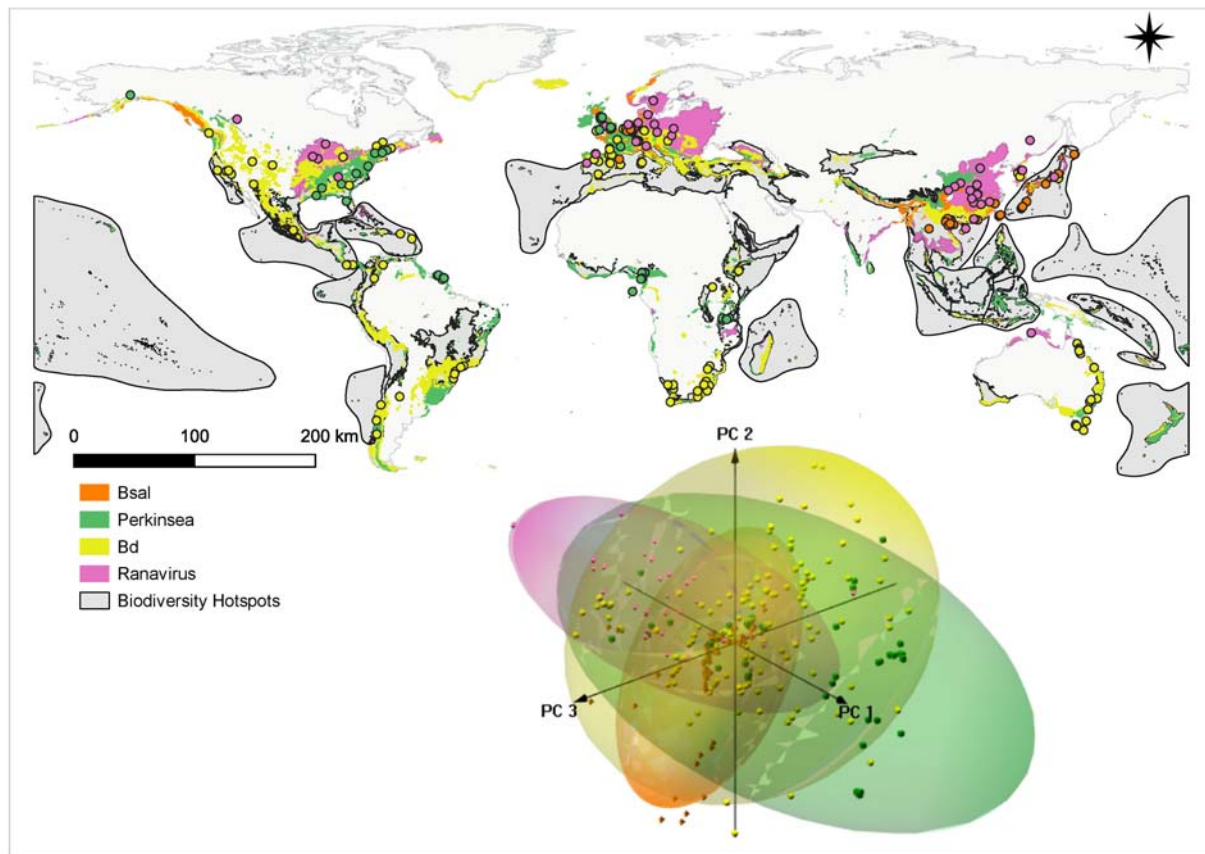 0 100 200 km
Bsal
Perkinsea
Bd
Ranavirus
Biodiversity Hotspots
PC 2
PC 3
PC 1